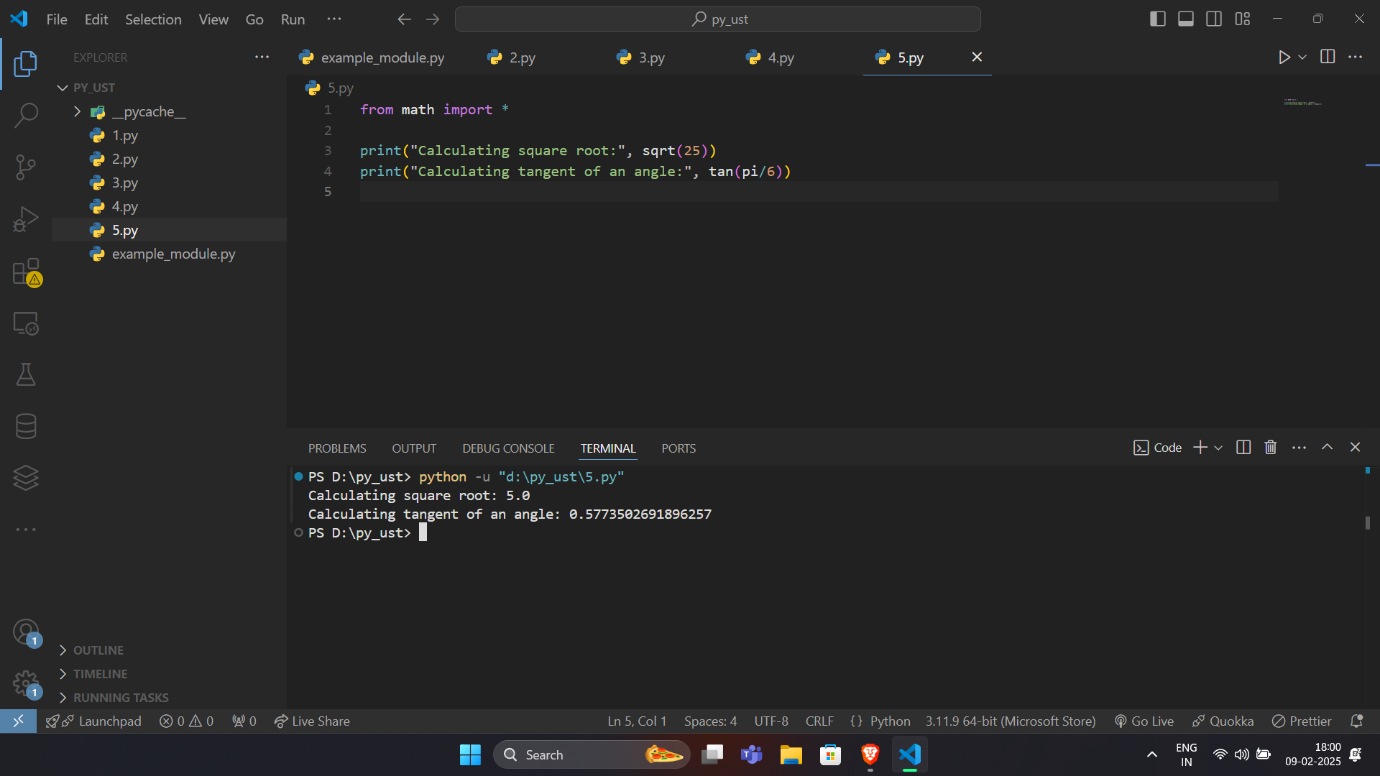 File Edit Selection View Go Run ··· py_ust
EXPLORER ···
PY_UST
__pycache__
1.py
2.py
3.py
4.py
5.py
example_module.py
OUTLINE
TIMELINE
RUNNING TASKS
example_module.py 2.py 3.py 4.py 5.py
5.py
1 from math import *
2
3 print("Calculating square root:", sqrt(25))
4 print("Calculating tangent of an angle:", tan(pi/6))
5
PROBLEMS OUTPUT DEBUG CONSOLE TERMINAL PORTS Code
PS D:\py_ust> python -u "d:\py_ust\5.py"
Calculating square root: 5.0
Calculating tangent of an angle: 0.5773502691896257
PS D:\py_ust>
1
1
Launchpad 0 0 0 Live Share Ln 5, Col 1 Spaces: 4 UTF-8 CRLF {} Python 3.11.9 64-bit (Microsoft Store) Go Live Quokka Prettier
Search ENG 18:00
IN 09-02-2025